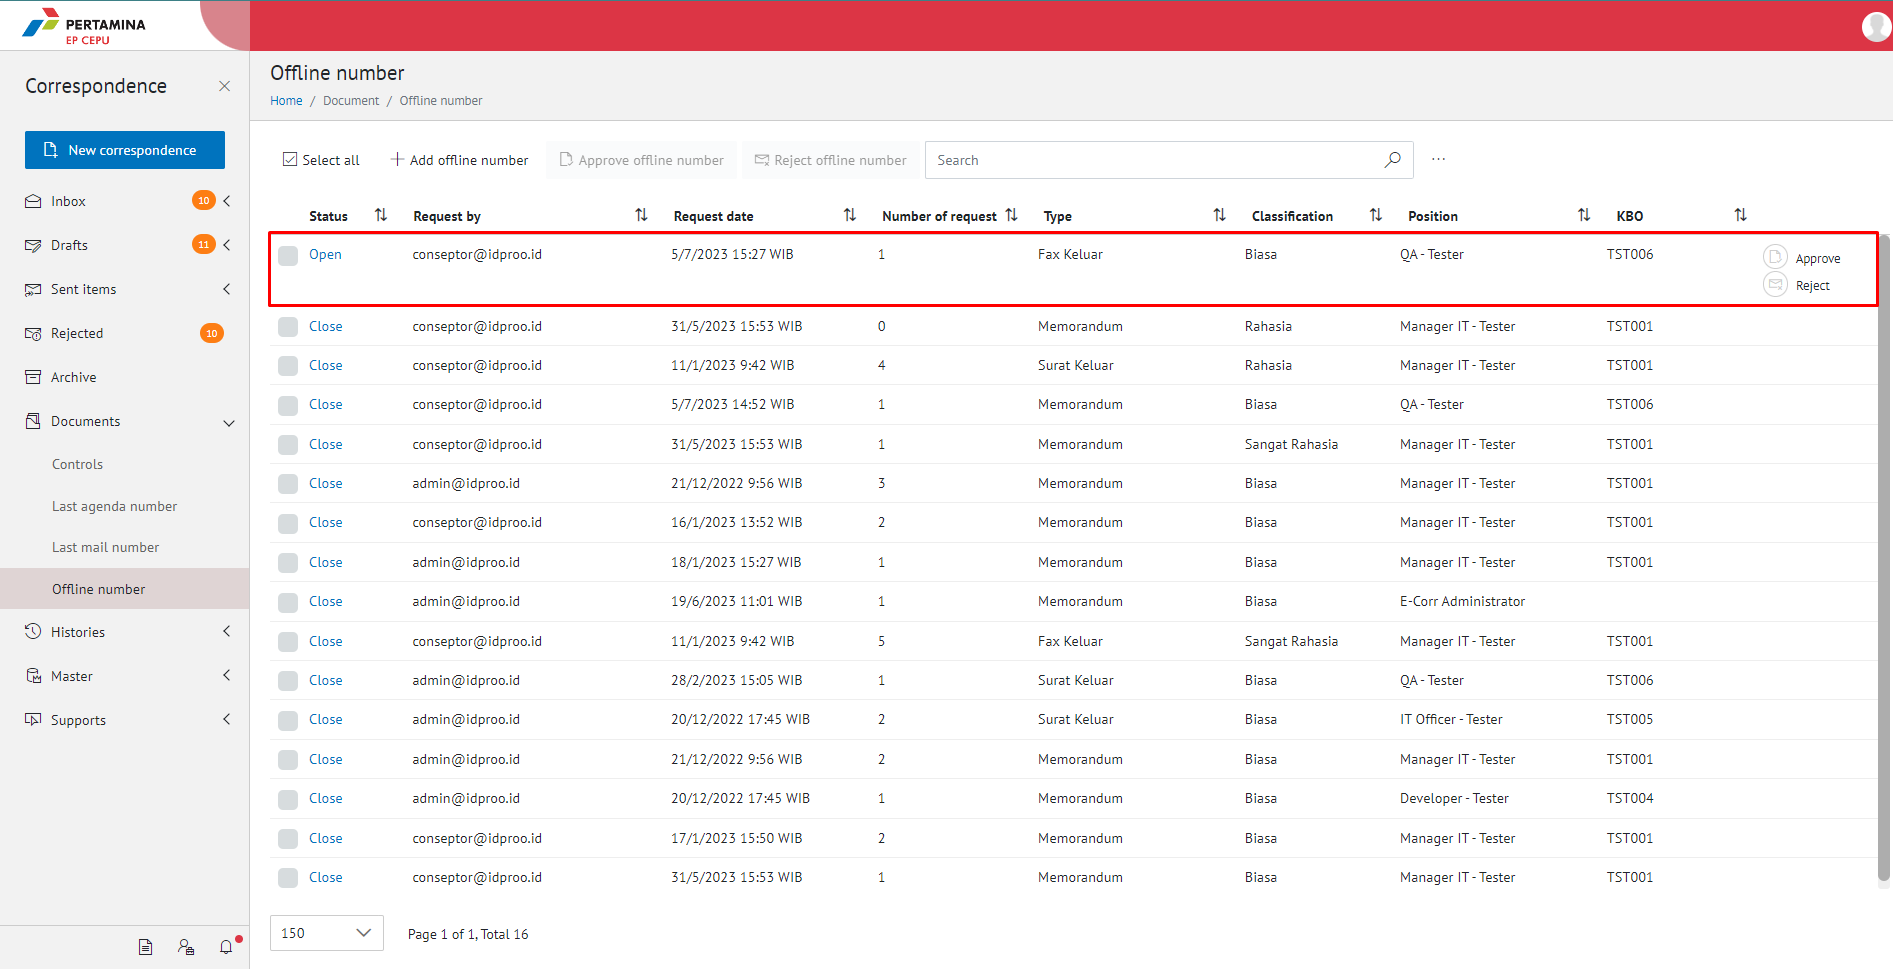 PERTAMINA
EP CEPU
Correspondence
New correspondence
Inbox 10
Drafts 11
Sent items
Rejected 10
Archive
Documents
Controls
Last agenda number
Last mail number
Offline number
Histories
Master
Supports
Offline number
Home / Document / Offline number
Select all Add offline number Approve offline number Reject offline number Search ...
Status Request by Request date Number of request Type Classification Position KBO
Open conseptor@idproo.id 5/7/2023 15:27 WIB 1 Fax Keluar Biasa QA - Tester TST006 Approve
Reject
Close conseptor@idproo.id 31/5/2023 15:53 WIB 0 Memorandum Rahasia Manager IT - Tester TST001
Close conseptor@idproo.id 11/1/2023 9:42 WIB 4 Surat Keluar Rahasia Manager IT - Tester TST001
Close conseptor@idproo.id 5/7/2023 14:52 WIB 1 Memorandum Biasa QA - Tester TST006
Close conseptor@idproo.id 31/5/2023 15:53 WIB 1 Memorandum Sangat Rahasia Manager IT - Tester TST001
Close admin@idproo.id 21/12/2022 9:56 WIB 3 Memorandum Biasa Manager IT - Tester TST001
Close conseptor@idproo.id 16/1/2023 13:52 WIB 2 Memorandum Biasa Manager IT - Tester TST001
Close admin@idproo.id 18/1/2023 15:27 WIB 1 Memorandum Biasa Manager IT - Tester TST001
Close admin@idproo.id 19/6/2023 11:01 WIB 1 Memorandum Biasa E-Corr Administrator
Close conseptor@idproo.id 11/1/2023 9:42 WIB 5 Fax Keluar Sangat Rahasia Manager IT - Tester TST001
Close admin@idproo.id 28/2/2023 15:05 WIB 1 Surat Keluar Biasa QA - Tester TST006
Close admin@idproo.id 20/12/2022 17:45 WIB 2 Surat Keluar Biasa IT Officer - Tester TST005
Close admin@idproo.id 21/12/2022 9:56 WIB 2 Memorandum Biasa Manager IT - Tester TST001
Close admin@idproo.id 20/12/2022 17:45 WIB 1 Memorandum Biasa Developer - Tester TST004
Close conseptor@idproo.id 17/1/2023 15:50 WIB 2 Memorandum Biasa Manager IT - Tester TST001
Close conseptor@idproo.id 31/5/2023 15:53 WIB 1 Memorandum Biasa Manager IT - Tester TST001
150 Page 1 of 1, Total 16